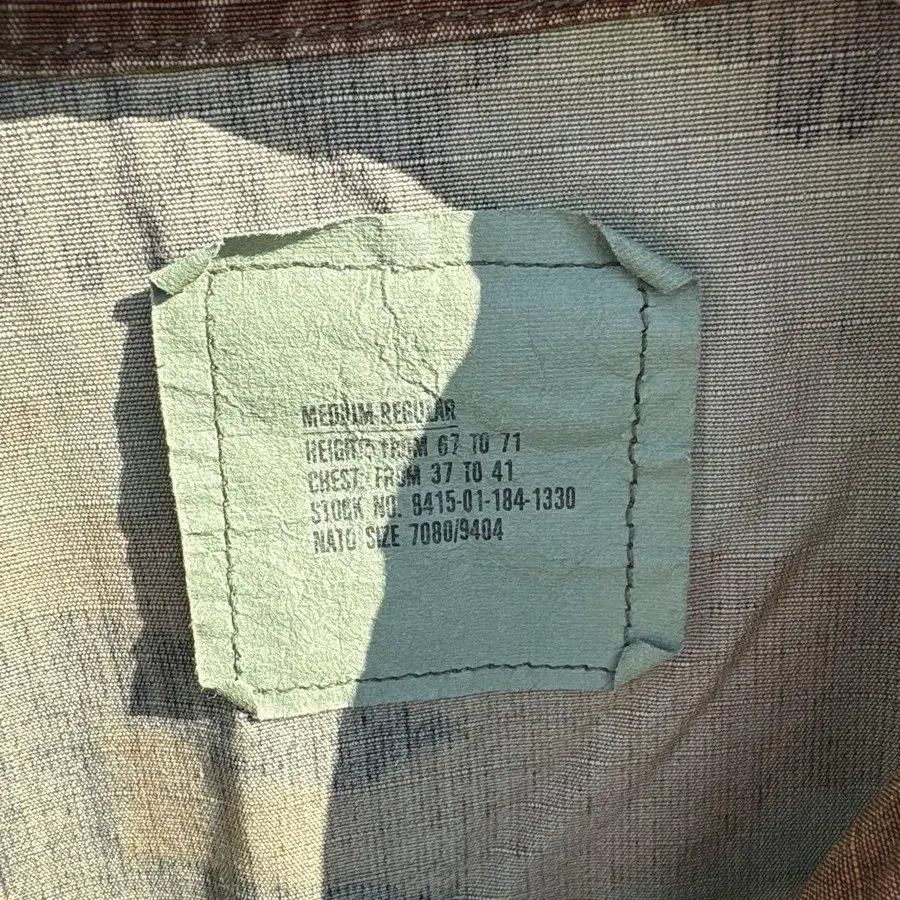 MEDIUM-REGULAR
HEIGHT: FROM 67 TO 71
CHEST: FROM 37 TO 41
STOCK NO. 8415-01-184-1330
NATO SIZE 7080/9404